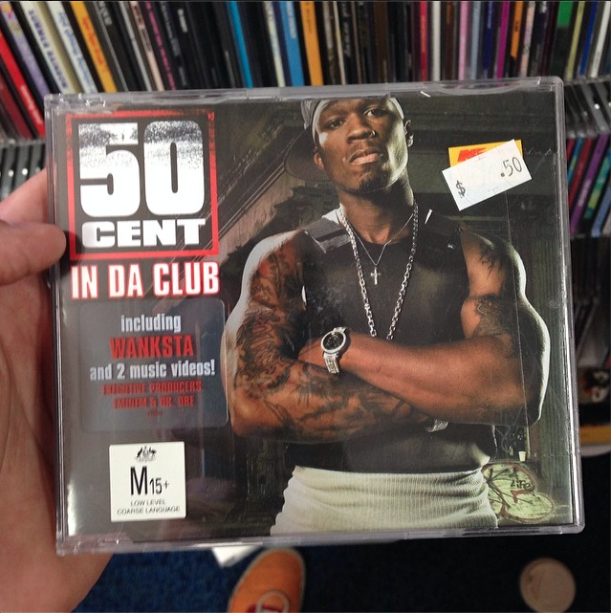 50
CENT
IN DA CLUB
including
WANKSTA
and 2 music videos!
EXECUTIVE PRODUCERS
EMINEM & DR. DRE
$ .50
M15+
LOW LEVEL
COARSE LANGUAGE